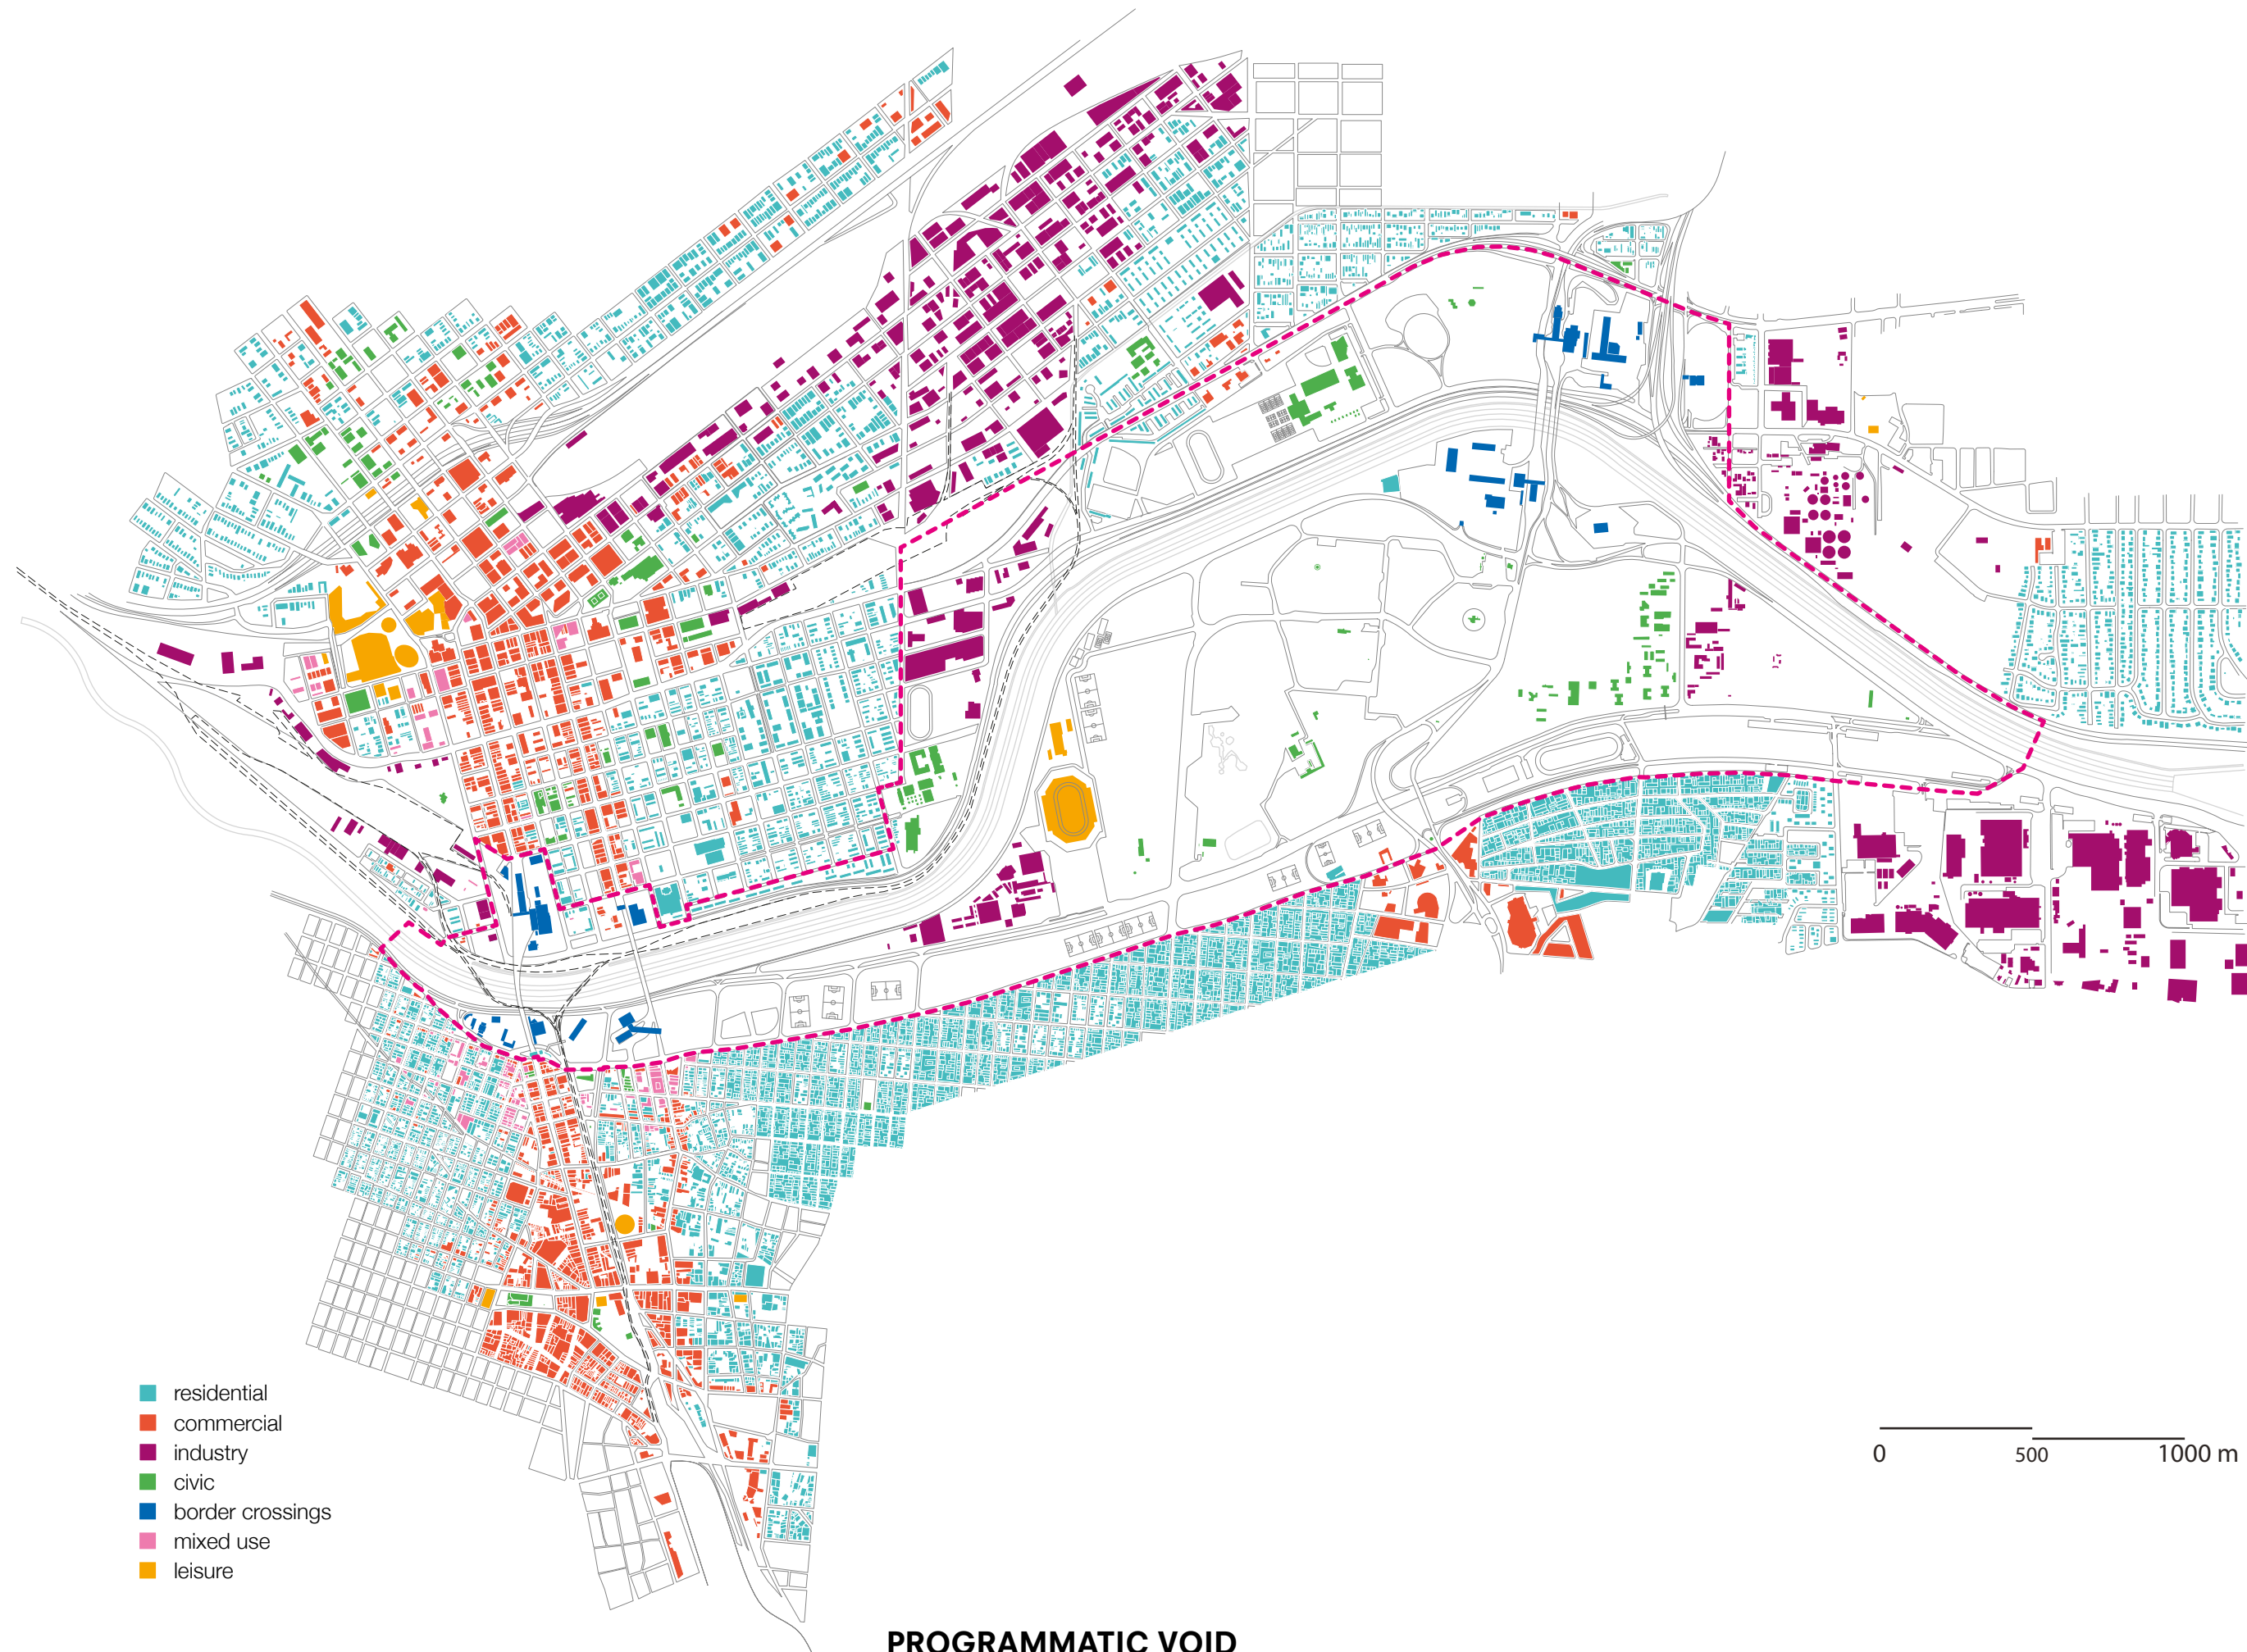 residential
commercial
industry
civic
border crossings
mixed use
leisure
0 500 1000 m
PROGRAMMATIC VOID